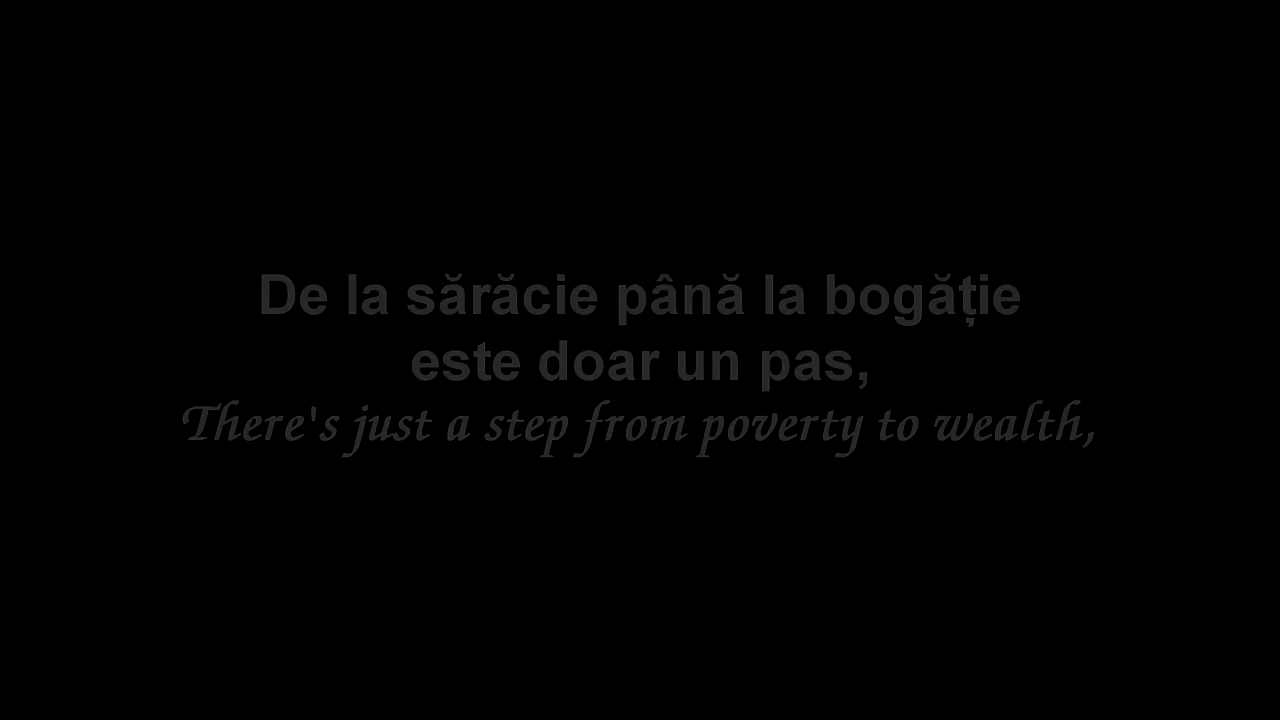 De la sărăcie până la bogăție
este doar un pas,
There's just a step from poverty to wealth,